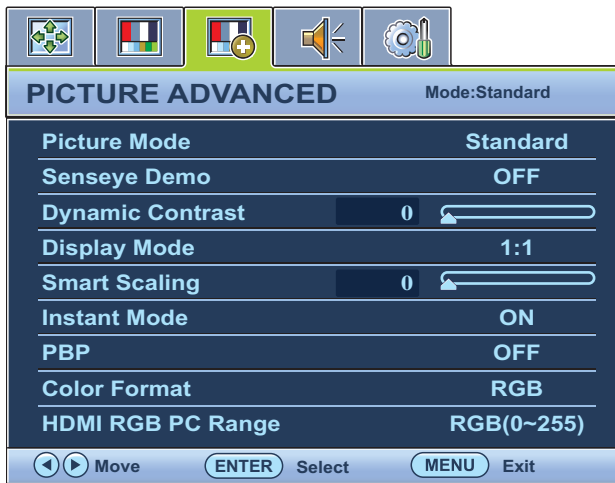 PICTURE ADVANCED Mode:Standard
Picture Mode Standard
Senseye Demo OFF
Dynamic Contrast 0
Display Mode 1:1
Smart Scaling 0
Instant Mode ON
PBP OFF
Color Format RGB
HDMI RGB PC Range RGB(0~255)
Move ENTER Select MENU Exit